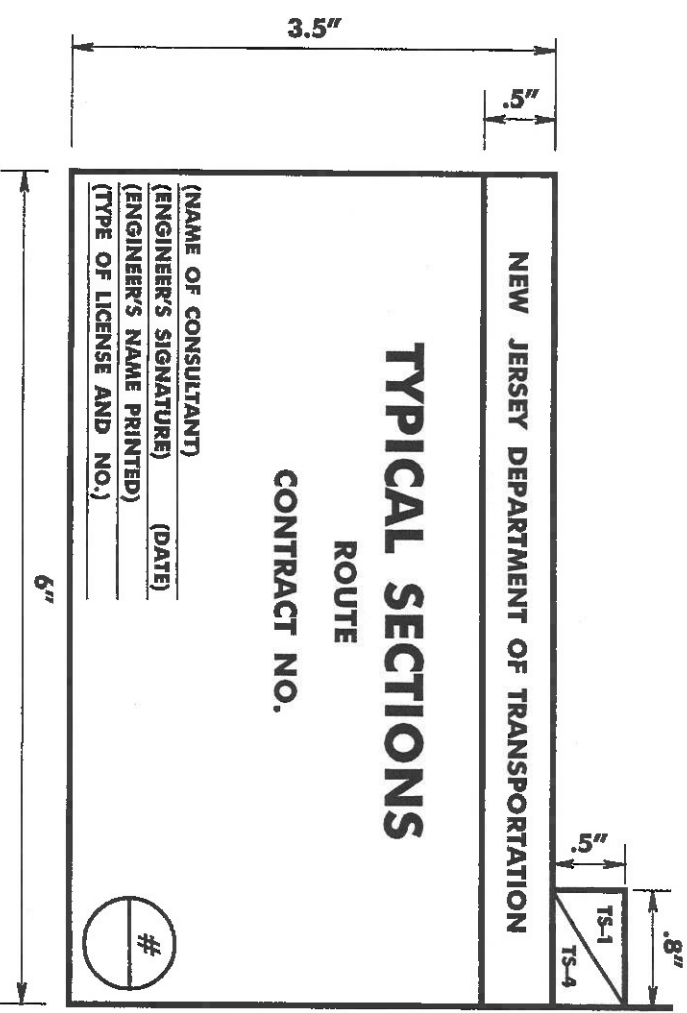 TS-1
TS-4
.8"
.5"
NEW JERSEY DEPARTMENT OF TRANSPORTATION
.5"
3.5"
TYPICAL SECTIONS
ROUTE
CONTRACT NO.
(NAME OF CONSULTANT)
(ENGINEER'S SIGNATURE) (DATE)
(ENGINEER'S NAME PRINTED)
(TYPE OF LICENSE AND NO.)
#
6"